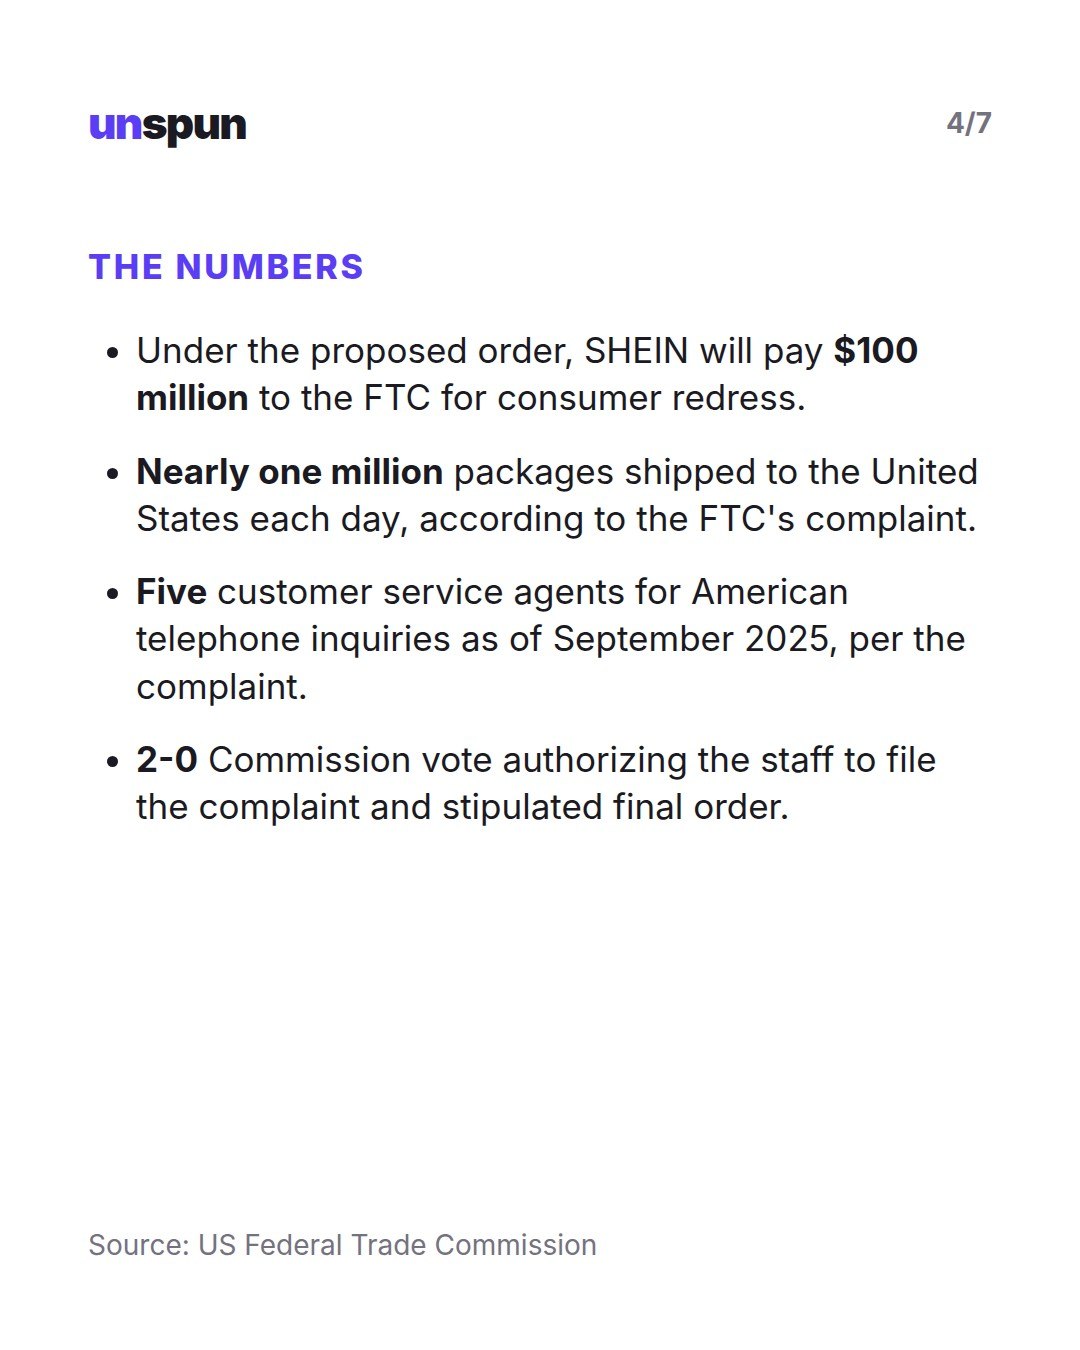 unspun
4/7
THE NUMBERS
• Under the proposed order, SHEIN will pay $100
million to the FTC for consumer redress.
• Nearly one million packages shipped to the United
States each day, according to the FTC's complaint.
• Five customer service agents for American
telephone inquiries as of September 2025, per the
complaint.
• 2-0 Commission vote authorizing the staff to file
the complaint and stipulated final order.
Source: US Federal Trade Commission